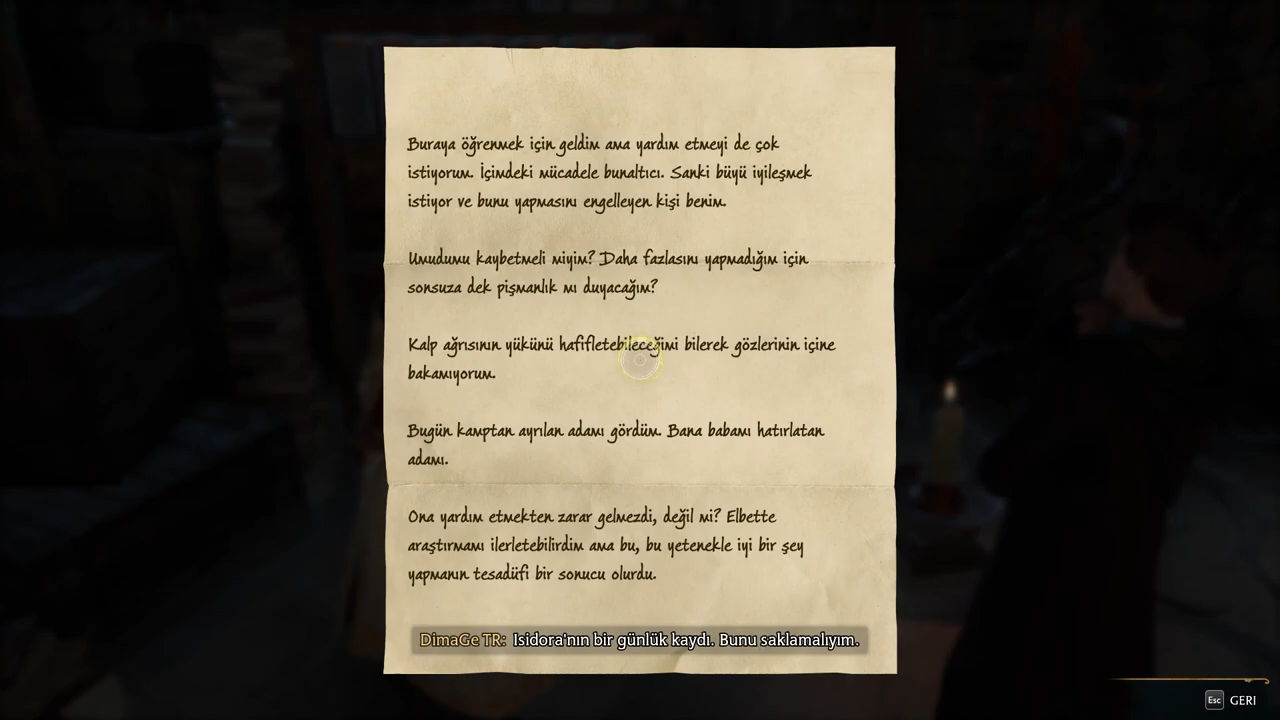 Buraya öğrenmek için geldim ama yardım etmeyi de çok
istiyorum. İçimdeki mücadele bunaltıcı. Sanki büyü iyileşmek
istiyor ve bunu yapmasını engelleyen kişi benim.
Umudumu kaybetmeli miyim? Daha fazlasını yapmadığım için
sonsuza dek pişmanlık mı duyacağım?
Kalp ağrısının yükünü hafifletebileceğimi bilerek gözlerinin içine
bakamıyorum.
Bugün kamptan ayrılan adamı gördüm. Bana babamı hatırlatan
adamı.
Ona yardım etmekten zarar gelmezdi, değil mi? Elbette
araştırmamı ilerletebilirdim ama bu, bu yetenekle iyi bir şey
yapmanın tesadüfi bir sonucu olurdu.
DimaGe TR: Isidora'nın bir günlük kaydı. Bunu saklamalıyım.
Esc GERİ